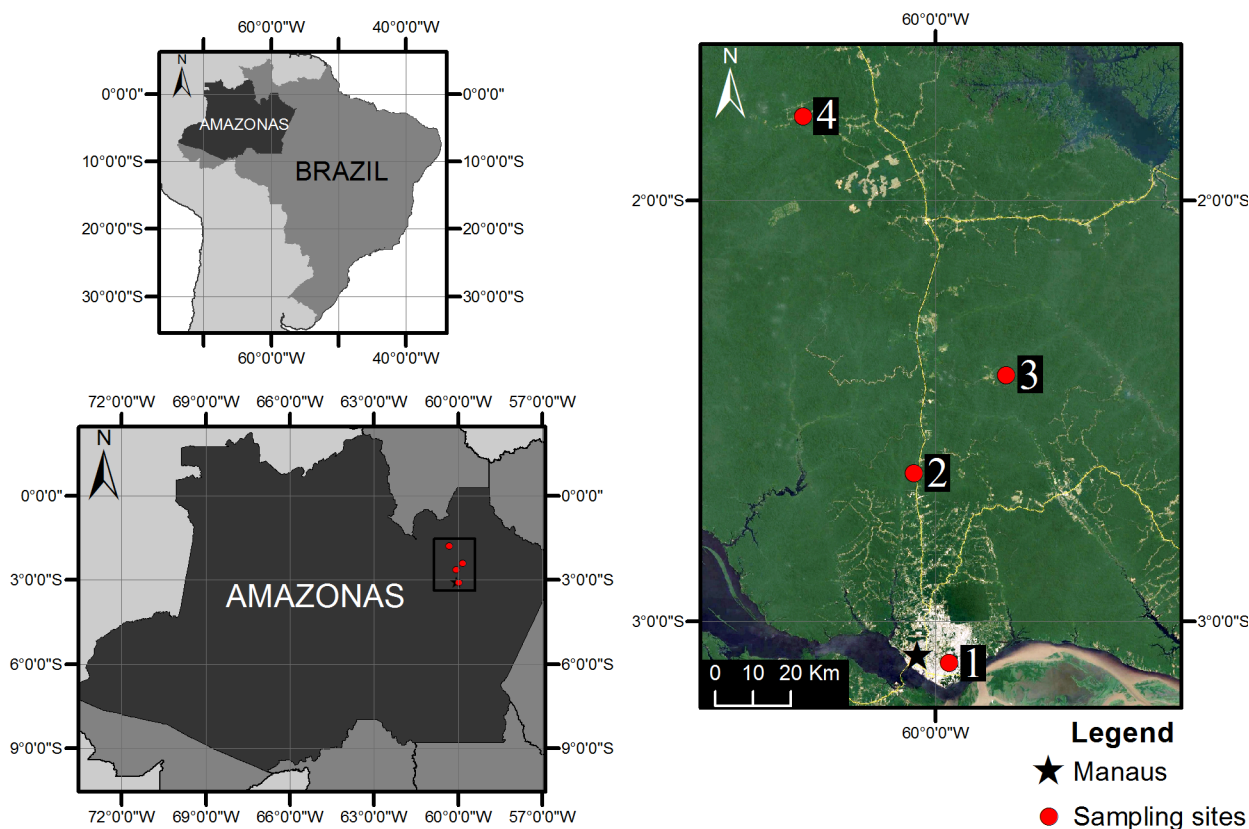 60°0'0"W 40°0'0"W
N
0°0'0" 0°0'0"
AMAZONAS
10°0'0"S BRAZIL 10°0'0"S
20°0'0"S 20°0'0"S
30°0'0"S 30°0'0"S
60°0'0"W 40°0'0"W
72°0'0"W 69°0'0"W 66°0'0"W 63°0'0"W 60°0'0"W 57°0'0"W
N
0°0'0" 0°0'0"
3°0'0"S 3°0'0"S
AMAZONAS
6°0'0"S 6°0'0"S
9°0'0"S 9°0'0"S
72°0'0"W 69°0'0"W 66°0'0"W 63°0'0"W 60°0'0"W 57°0'0"W
60°0'0"W
N
4
2°0'0"S 2°0'0"S
3
2
3°0'0"S 3°0'0"S
1
0 10 20 Km
60°0'0"W
Legend
Manaus
Sampling sites